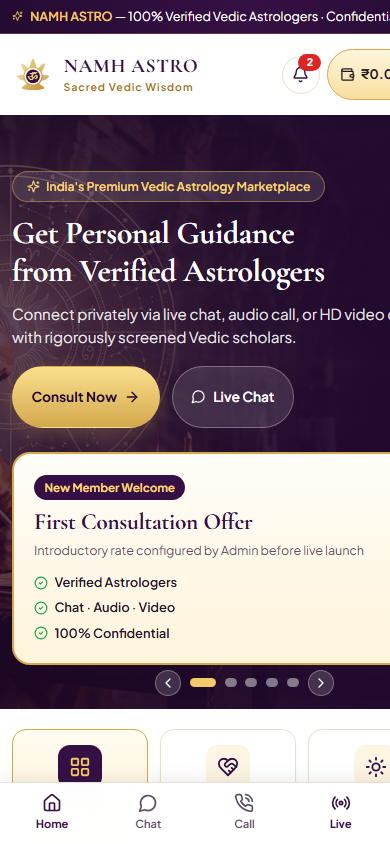 NAMH ASTRO — 100% Verified Vedic Astrologers · Confidenti
NAMH ASTRO
Sacred Vedic Wisdom
2
₹0.0
India's Premium Vedic Astrology Marketplace
Get Personal Guidance
from Verified Astrologers
Connect privately via live chat, audio call, or HD video
with rigorously screened Vedic scholars.
Consult Now →
Live Chat
New Member Welcome
First Consultation Offer
Introductory rate configured by Admin before live launch
Verified Astrologers
Chat · Audio · Video
100% Confidential
Home
Chat
Call
Live